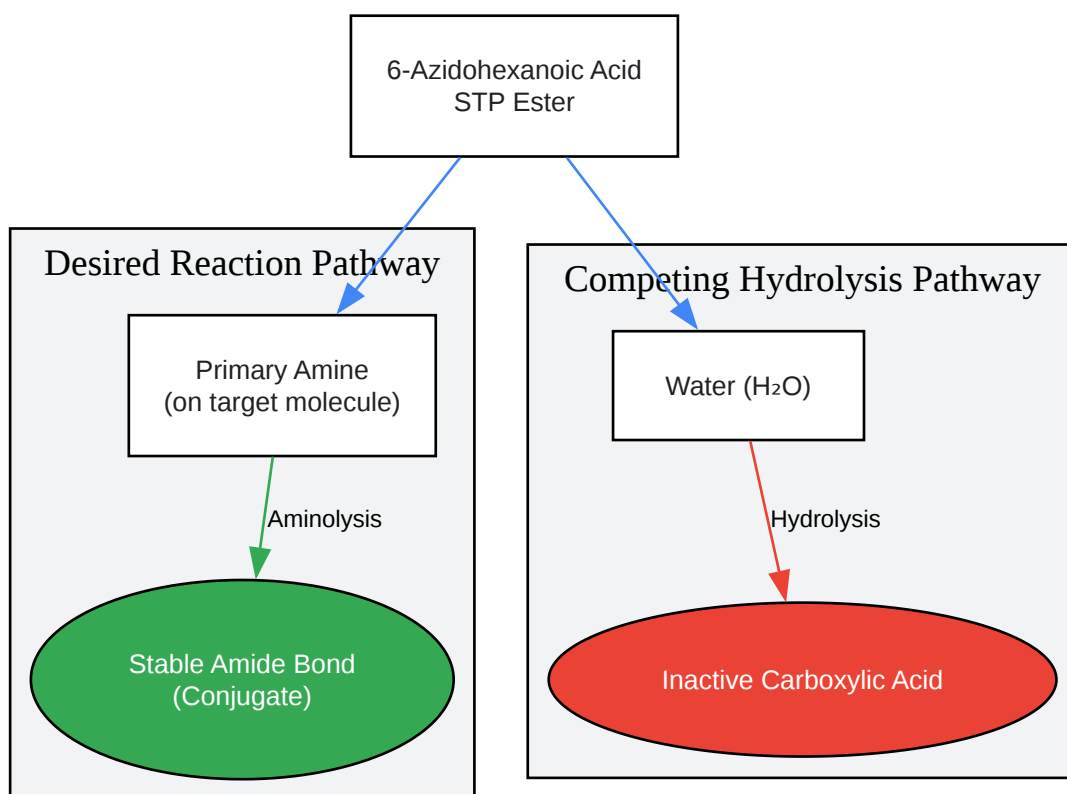 6-Azidohexanoic Acid
STP Ester
Desired Reaction Pathway
Primary Amine
(on target molecule)
Aminolysis
Stable Amide Bond
(Conjugate)
Competing Hydrolysis Pathway
Water (H₂O)
Hydrolysis
Inactive Carboxylic Acid